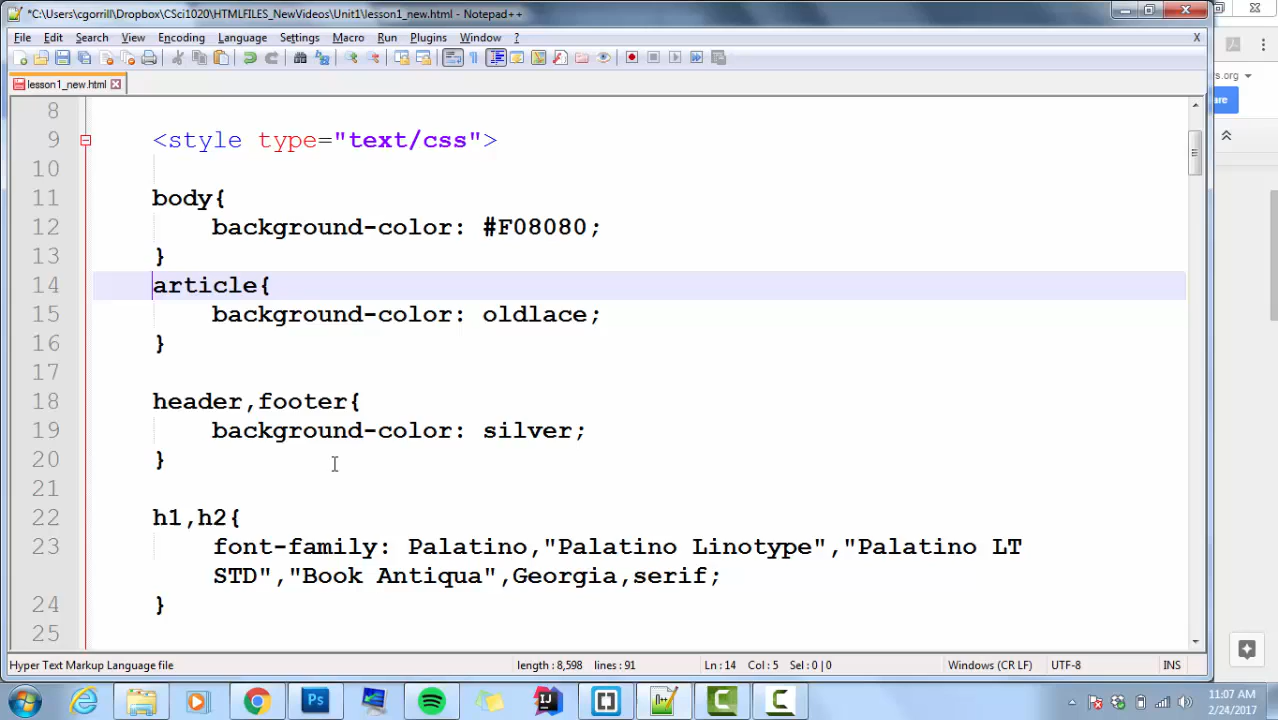 *C:\Users\cgorrill\Dropbox\CSci1020\HTMLFILES_NewVideos\Unit1\lesson1_new.html - Notepad++
File Edit Search View Encoding Language Settings Macro Run Plugins Window ? X
lesson1_new.html
s.org
are
8
9 <style type="text/css">
10
11 body{
12 background-color: #F08080;
13 }
14 article{
15 background-color: oldlace;
16 }
17
18 header,footer{
19 background-color: silver;
20 }
21
22 h1,h2{
23 font-family: Palatino,"Palatino Linotype","Palatino LT
STD","Book Antiqua",Georgia,serif;
24 }
25
Hyper Text Markup Language file length : 8,598 lines : 91 Ln : 14 Col : 5 Sel : 0 | 0 Windows (CR LF) UTF-8 INS
Ps IJ
11:07 AM
2/24/2017